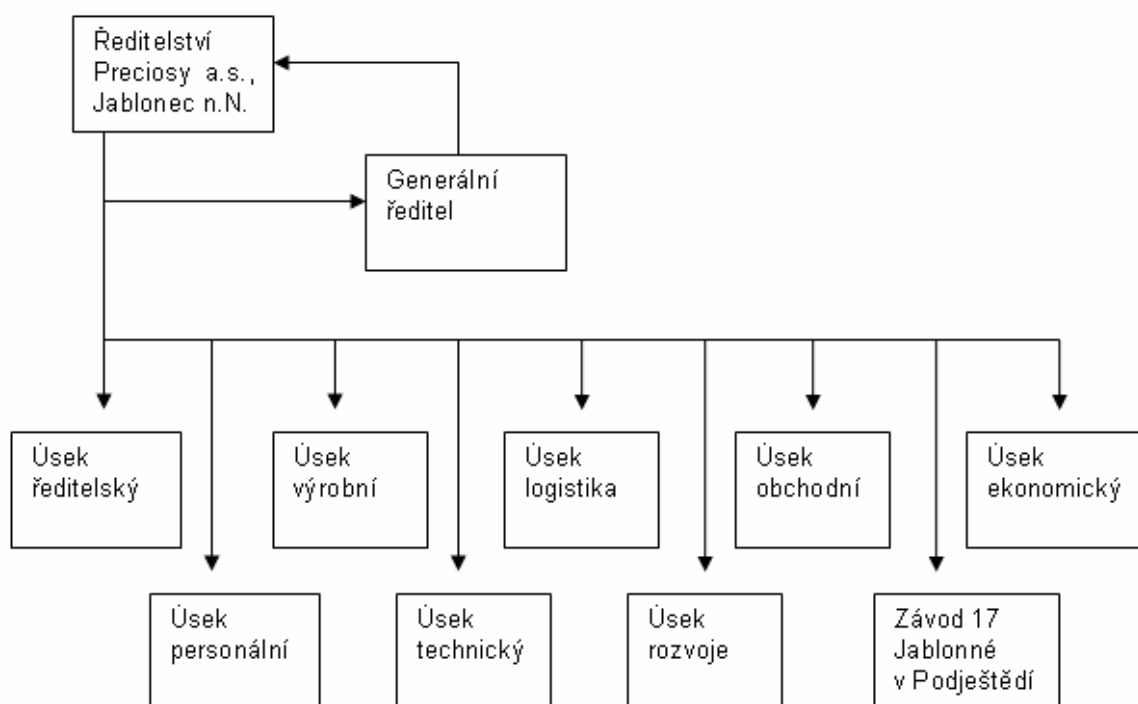 Ředitelství
Preciosy a.s.,
Jablonec n.N.
Generální
ředitel
Úsek
ředitelský
Úsek
výrobní
Úsek
logistika
Úsek
obchodní
Úsek
ekonomický
Úsek
personální
Úsek
technický
Úsek
rozvoje
Závod 17
Jablonné
v Podještědí